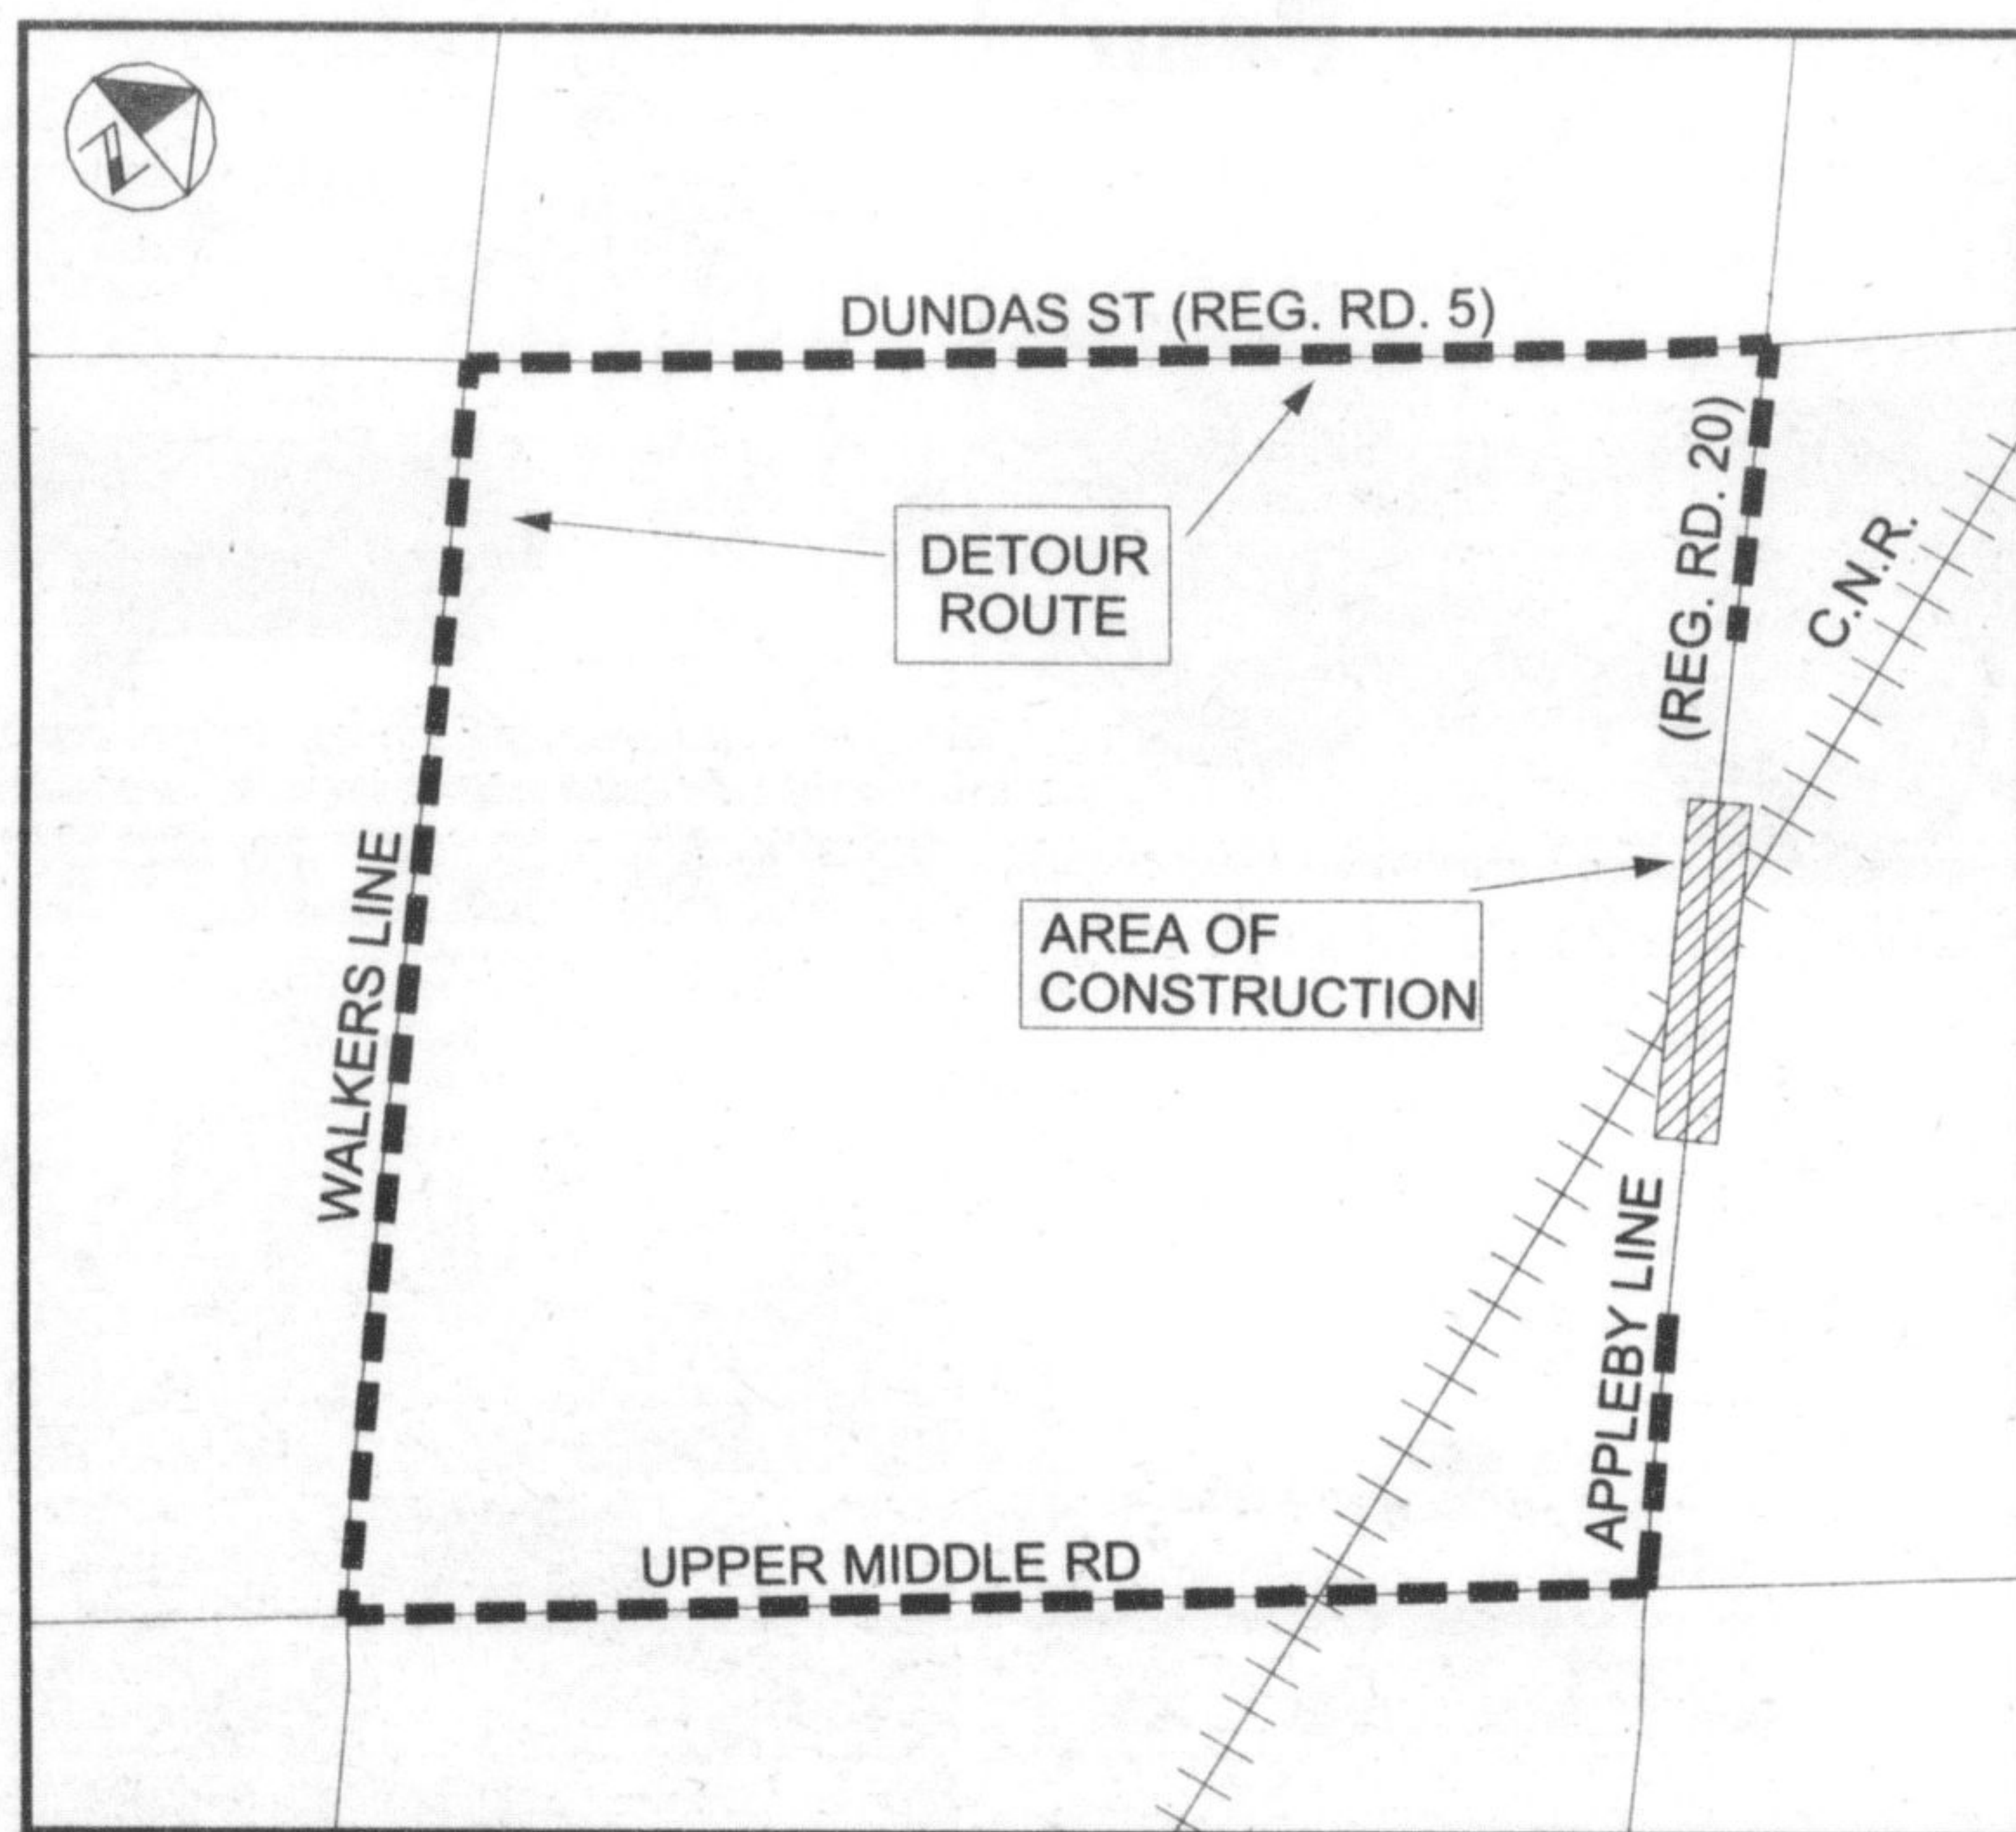 N
DUNDAS ST (REG. RD. 5)
(REG. RD. 20)
C.N.R.
DETOUR
ROUTE
WALKERS LINE
AREA OF
CONSTRUCTION
APPLEBY LINE
UPPER MIDDLE RD